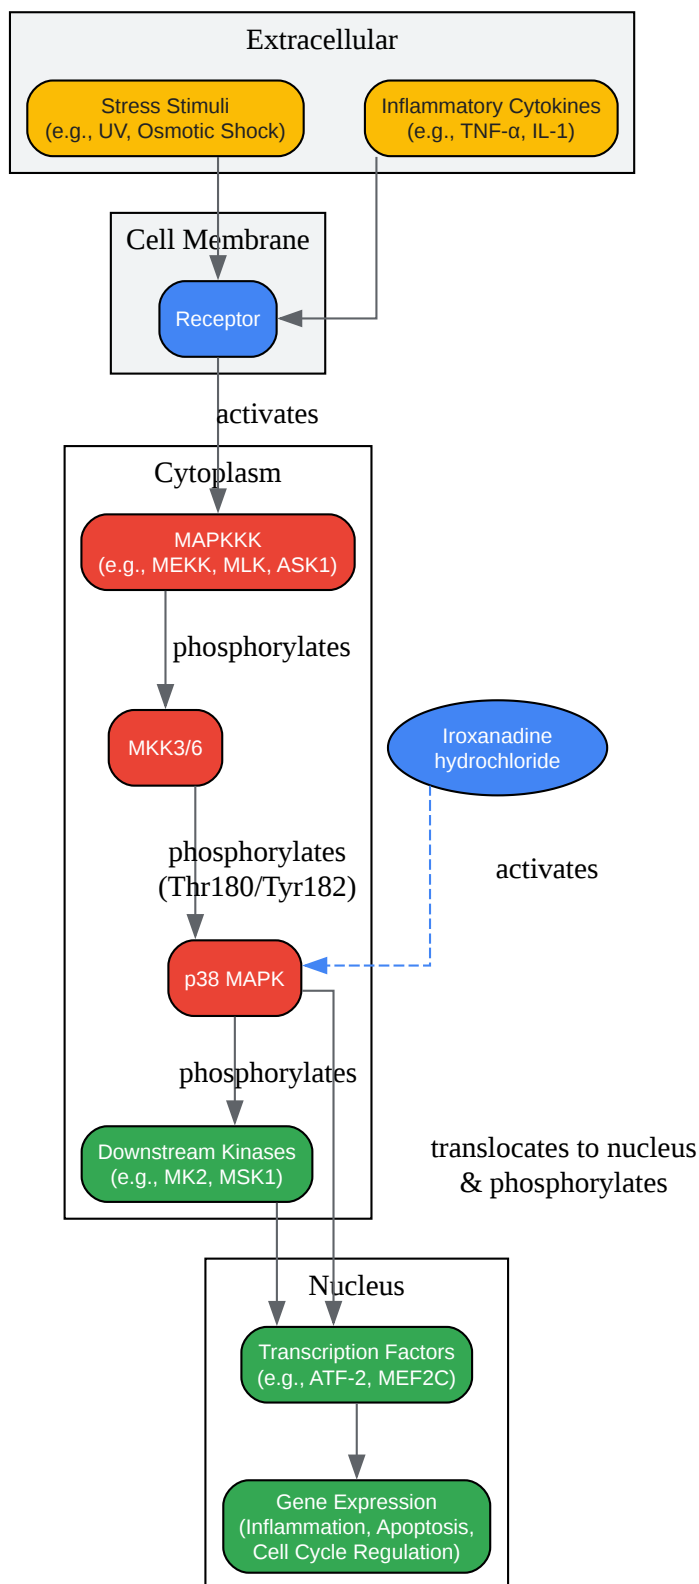 Extracellular
Stress Stimuli
(e.g., UV, Osmotic Shock)
Inflammatory Cytokines
(e.g., TNF-α, IL-1)
Cell Membrane
Receptor
activates
Cytoplasm
MAPKKK
(e.g., MEKK, MLK, ASK1)
phosphorylates
MKK3/6
Iroxanadine
hydrochloride
phosphorylates
(Thr180/Tyr182)
activates
p38 MAPK
phosphorylates
Downstream Kinases
(e.g., MK2, MSK1)
translocates to nucleus
& phosphorylates
Nucleus
Transcription Factors
(e.g., ATF-2, MEF2C)
Gene Expression
(Inflammation, Apoptosis,
Cell Cycle Regulation)